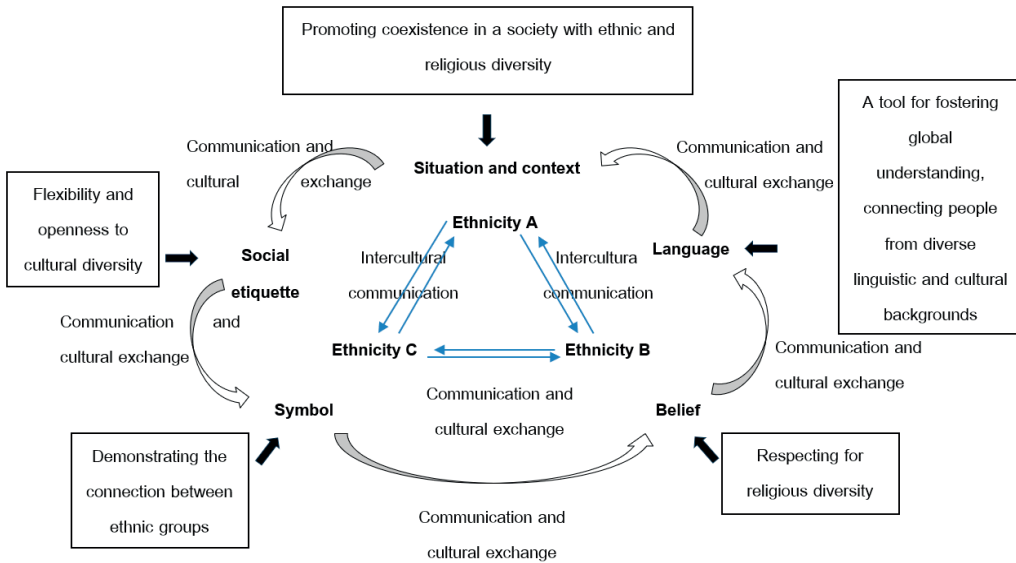 Promoting coexistence in a society with ethnic and
religious diversity
A tool for fostering
global
understanding,
connecting people
from diverse
linguistic and cultural
backgrounds
Communication and
cultural exchange
Communication and
cultural exchange
Situation and context
Flexibility and
openness to
cultural diversity
Ethnicity A
Social
etiquette
Intercultural
communication
Intercultura
communication
Language
Communication and
cultural exchange
Ethnicity C
Ethnicity B
Communication and
cultural exchange
Communication and
cultural exchange
Symbol
Belief
Demonstrating the
connection between
ethnic groups
Respecting for
religious diversity
Communication and
cultural exchange